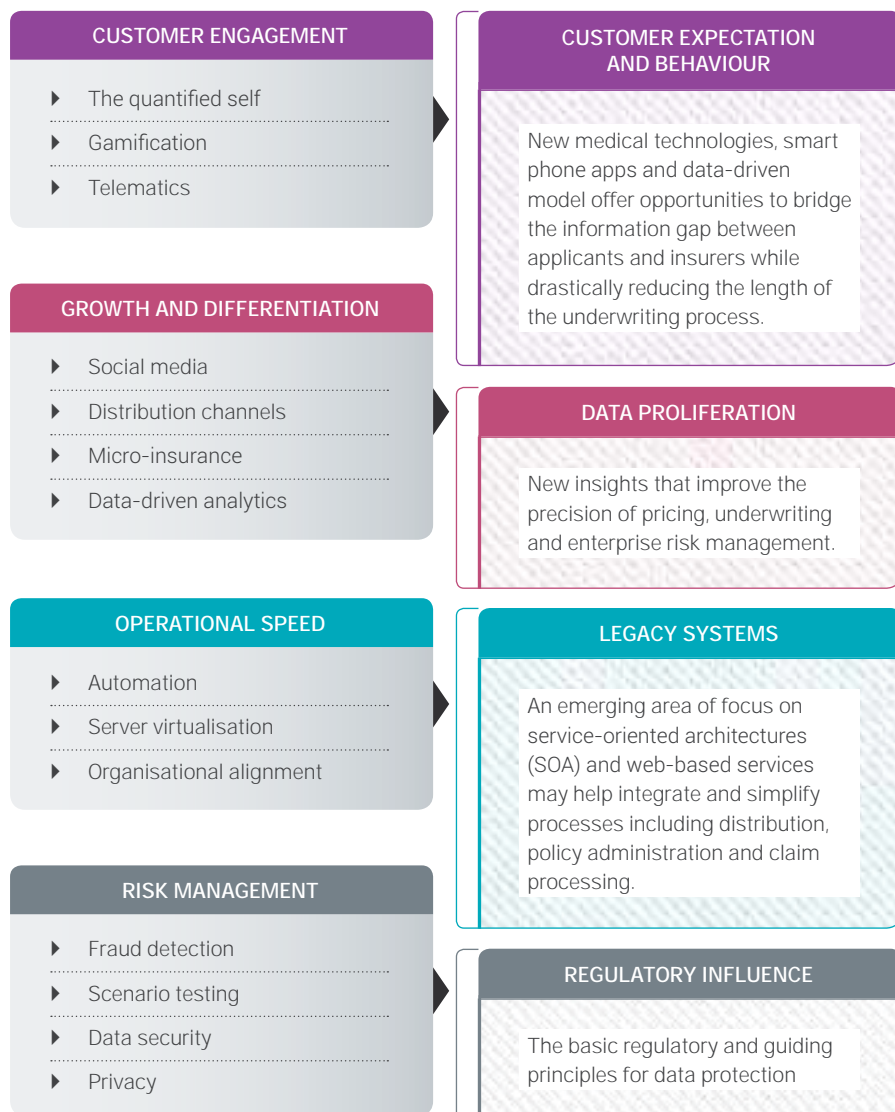 CUSTOMER ENGAGEMENT
The quantified self
Gamification
Telematics
CUSTOMER EXPECTATION
AND BEHAVIOUR
New medical technologies, smart
phone apps and data-driven
model offer opportunities to bridge
the information gap between
applicants and insurers while
drastically reducing the length of
the underwriting process.
GROWTH AND DIFFERENTIATION
Social media
Distribution channels
Micro-insurance
Data-driven analytics
DATA PROLIFERATION
New insights that improve the
precision of pricing, underwriting
and enterprise risk management.
OPERATIONAL SPEED
Automation
Server virtualisation
Organisational alignment
LEGACY SYSTEMS
An emerging area of focus on
service-oriented architectures
(SOA) and web-based services
may help integrate and simplify
processes including distribution,
policy administration and claim
processing.
RISK MANAGEMENT
Fraud detection
Scenario testing
Data security
Privacy
REGULATORY INFLUENCE
The basic regulatory and guiding
principles for data protection